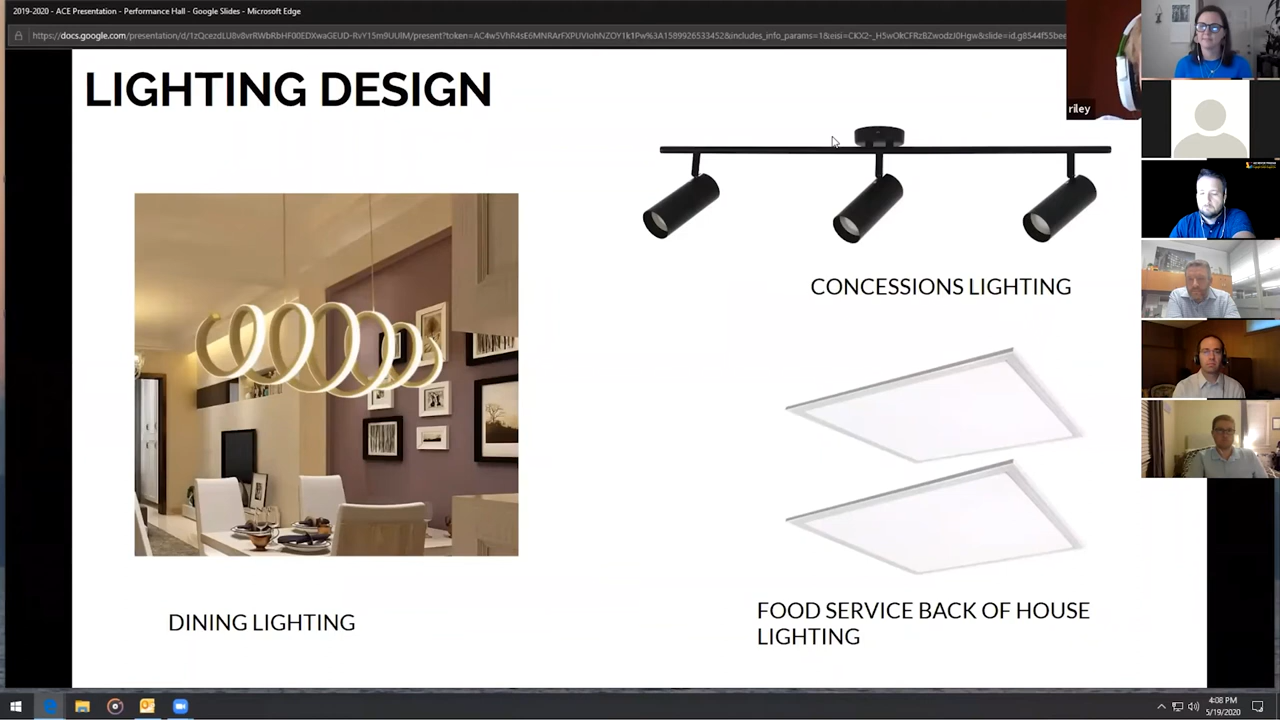 2019-2020 - ACE Presentation - Performance Hall - Google Slides - Microsoft Edge
LIGHTING DESIGN
riley
CONCESSIONS LIGHTING
DINING LIGHTING
FOOD SERVICE BACK OF HOUSE
LIGHTING
4:08 PM
5/19/2020